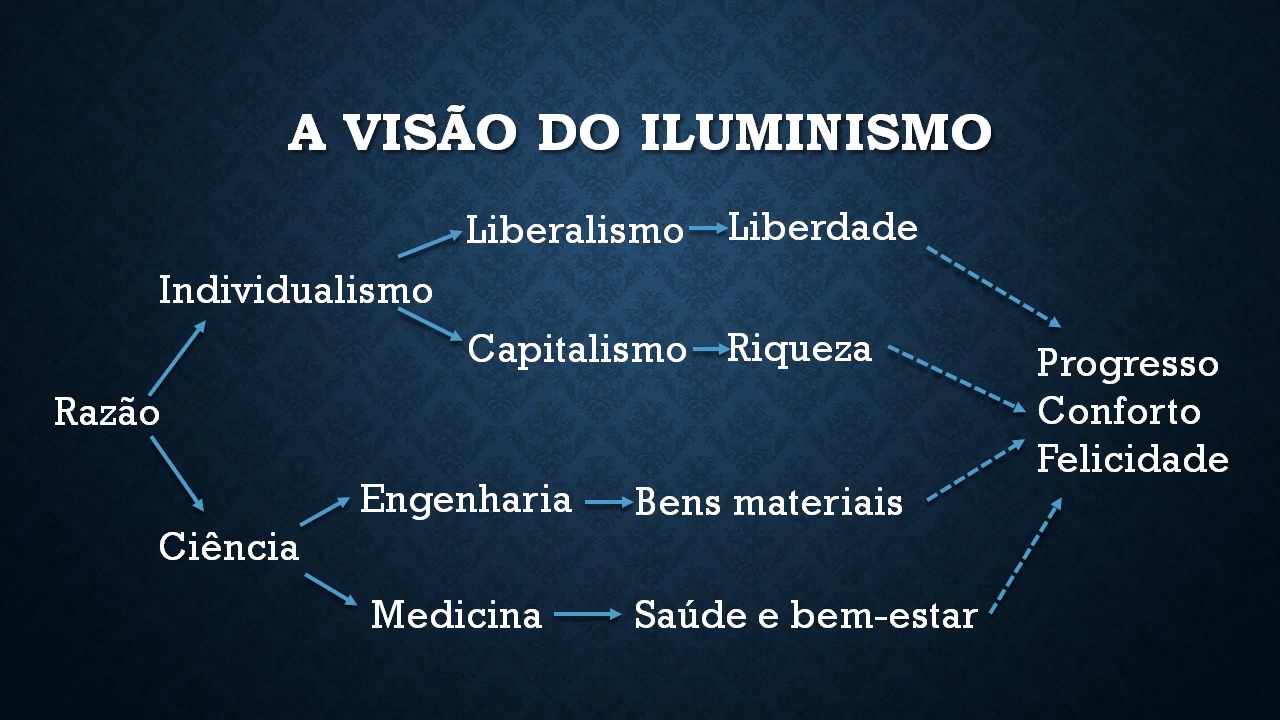 A VISÃO DO ILUMINISMO
Liberalismo
Liberdade
Individualismo
Capitalismo
Riqueza
Progresso
Conforto
Felicidade
Razão
Engenharia
Bens materiais
Ciência
Medicina
Saúde e bem-estar